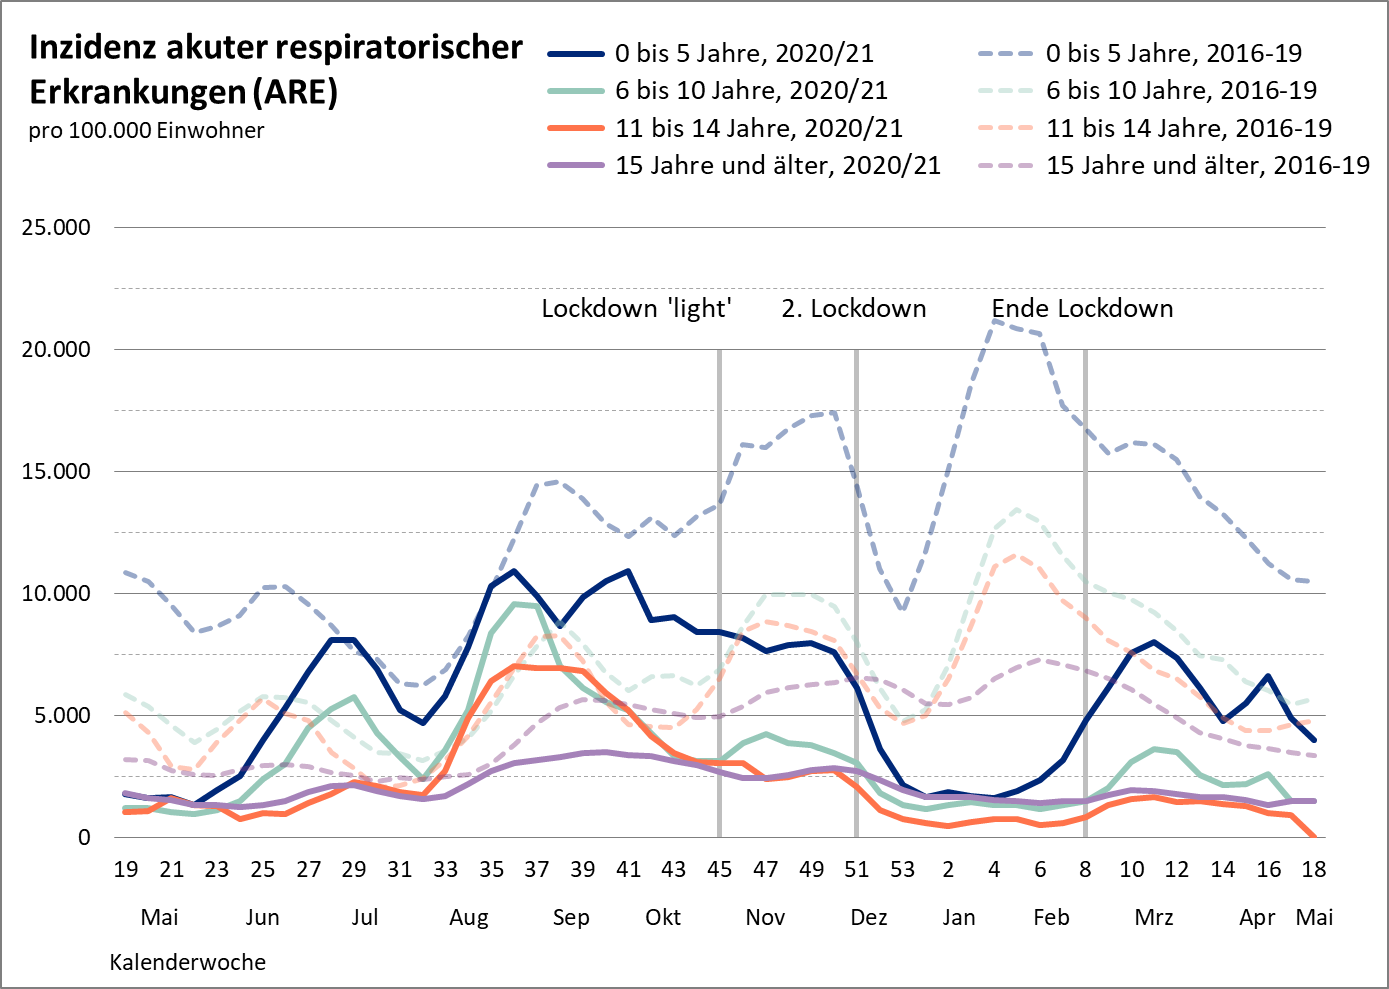 Inzidenz akuter respiratorischer
Erkrankungen (ARE)
pro 100.000 Einwohner
0 bis 5 Jahre, 2020/21
0 bis 5 Jahre, 2016-19
6 bis 10 Jahre, 2020/21
6 bis 10 Jahre, 2016-19
11 bis 14 Jahre, 2020/21
11 bis 14 Jahre, 2016-19
15 Jahre und älter, 2020/21
15 Jahre und älter, 2016-19
25.000
Lockdown 'light' 2. Lockdown Ende Lockdown
20.000
15.000
10.000
5.000
0
19 21 23 25 27 29 31 33 35 37 39 41 43 45 47 49 51 53 2 4 6 8 10 12 14 16 18
Mai Jun Jul Aug Sep Okt Nov Dez Jan Feb Mrz Apr Mai
Kalenderwoche